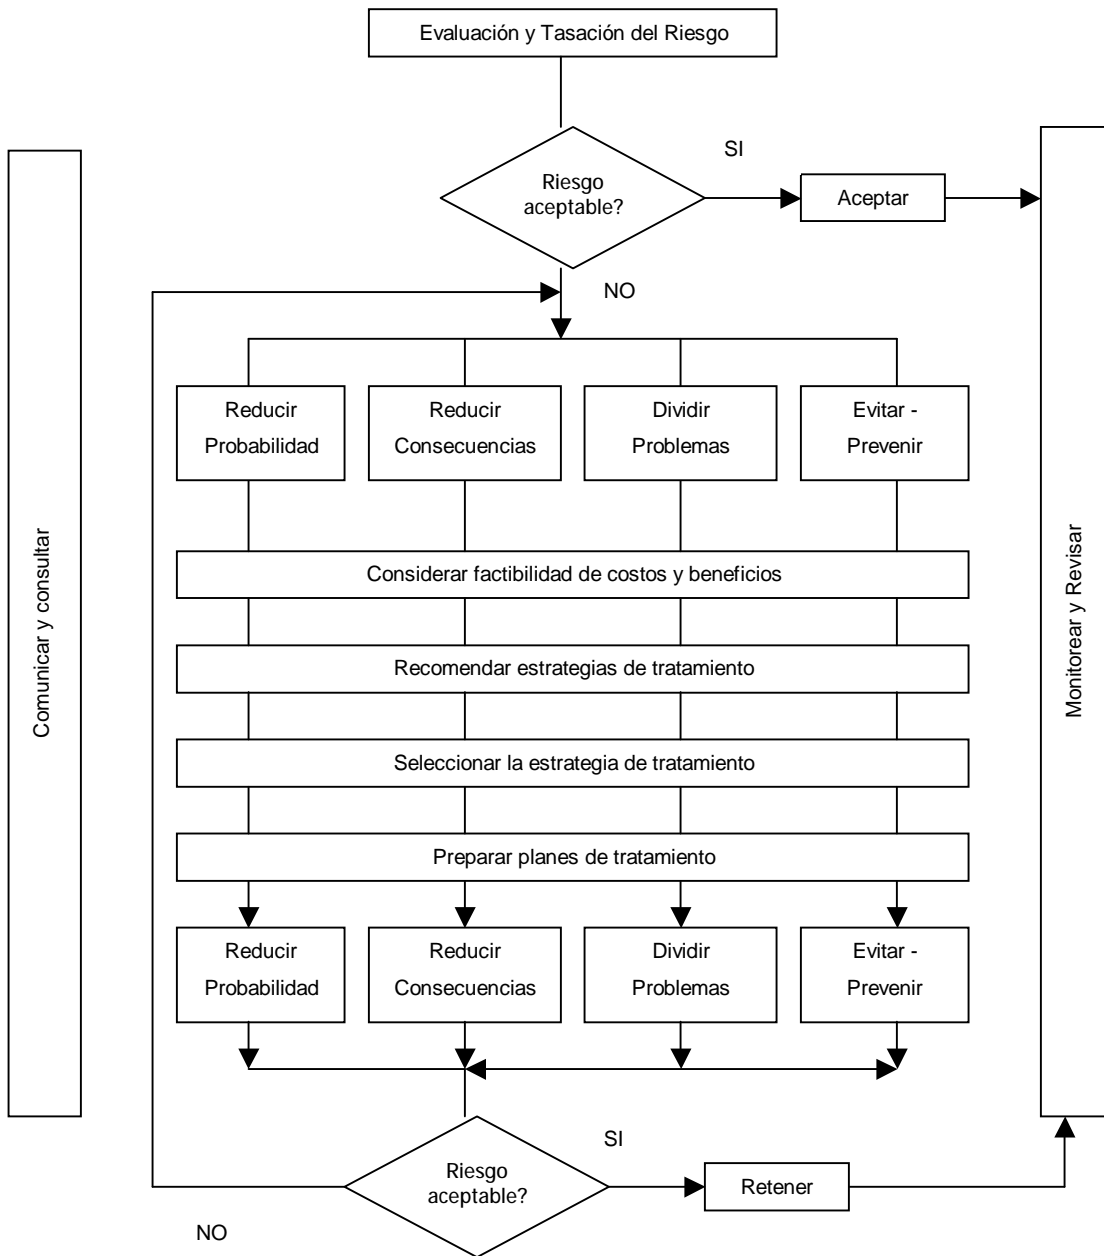 Evaluación y Tasación del Riesgo
SI
Riesgo
aceptable?
Aceptar
NO
Reducir
Probabilidad
Reducir
Consecuencias
Dividir
Problemas
Evitar -
Prevenir
Comunicar y consultar
Monitorear y Revisar
Considerar factibilidad de costos y beneficios
Recomendar estrategias de tratamiento
Seleccionar la estrategia de tratamiento
Preparar planes de tratamiento
Reducir
Probabilidad
Reducir
Consecuencias
Dividir
Problemas
Evitar -
Prevenir
SI
Riesgo
aceptable?
Retener
NO